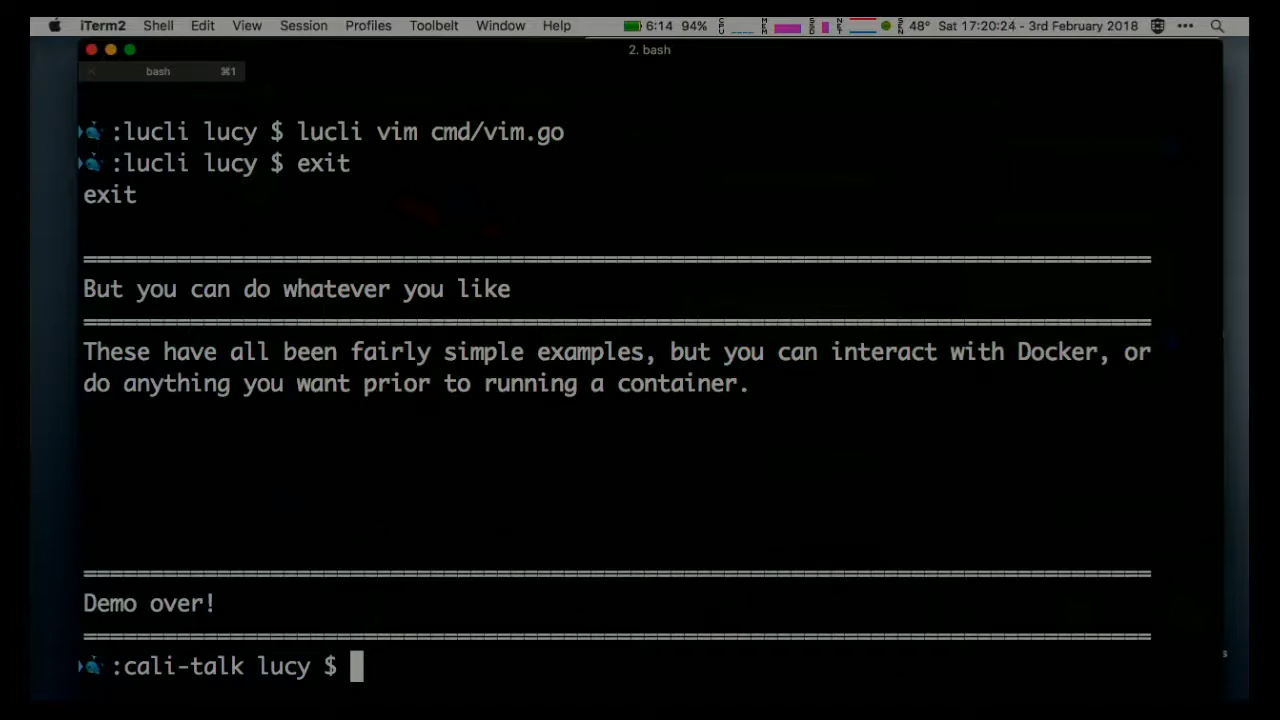 iTerm2 Shell Edit View Session Profiles Toolbelt Window Help 6:14 94% 48° Sat 17:20:24 - 3rd February 2018
2. bash
bash ⌘1
:lucli lucy $ lucli vim cmd/vim.go
:lucli lucy $ exit
exit
But you can do whatever you like
These have all been fairly simple examples, but you can interact with Docker, or
do anything you want prior to running a container.
Demo over!
:cali-talk lucy $